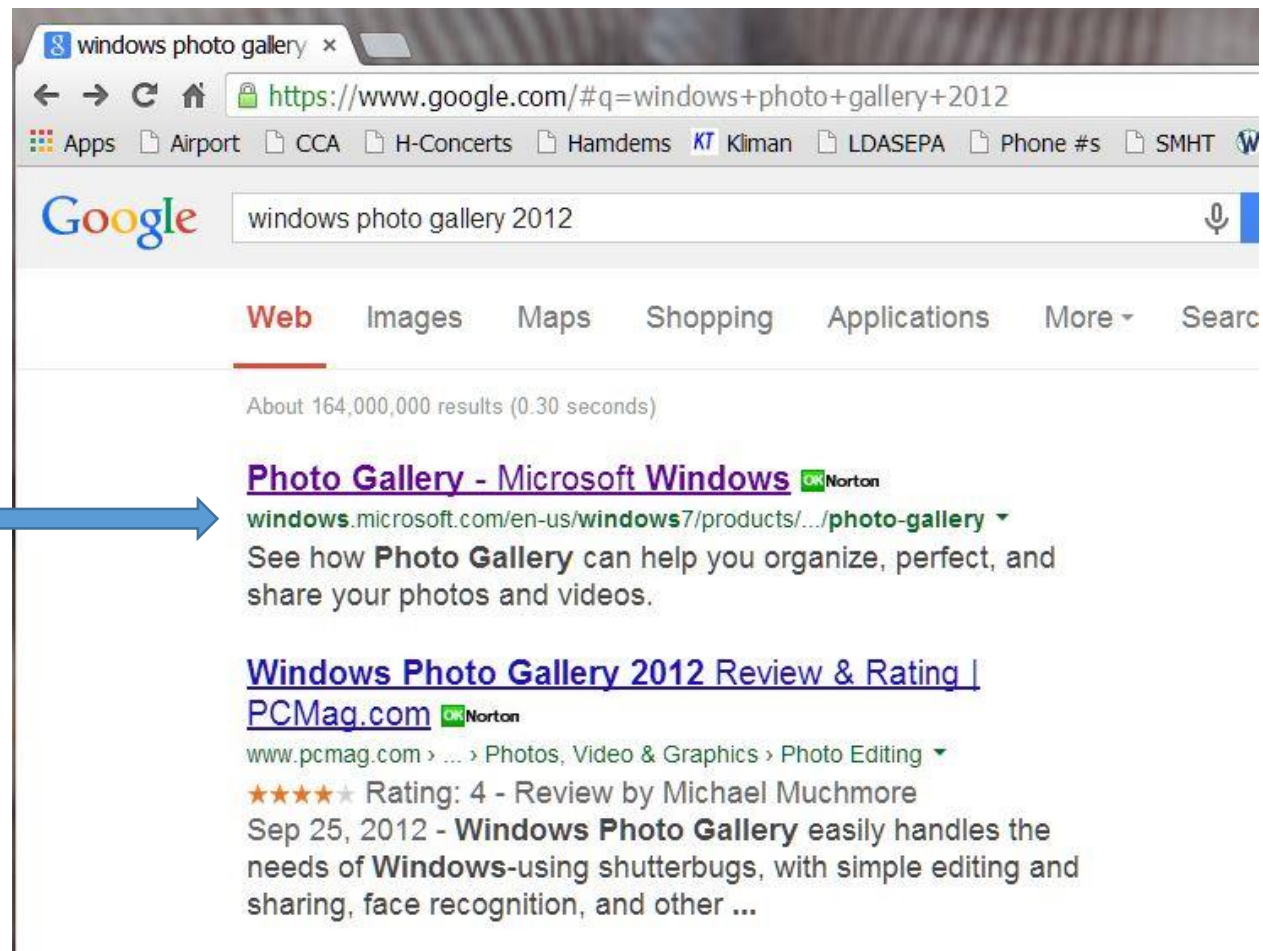 8 windows photo gallery ×
https://www.google.com/#q=windows+photo+gallery+2012
Apps Airport CCA H-Concerts Hamdems KT Kliman LDASEPA Phone #s SMHT W
Google windows photo gallery 2012
Web Images Maps Shopping Applications More Searc
About 164,000,000 results (0.30 seconds)
Photo Gallery - Microsoft Windows OK Norton
windows.microsoft.com/en-us/windows7/products/.../photo-gallery
See how Photo Gallery can help you organize, perfect, and
share your photos and videos.
Windows Photo Gallery 2012 Review & Rating |
PCMag.com OK Norton
www.pcmag.com › ... › Photos, Video & Graphics › Photo Editing
★★★★★ Rating: 4 - Review by Michael Muchmore
Sep 25, 2012 - Windows Photo Gallery easily handles the
needs of Windows-using shutterbugs, with simple editing and
sharing, face recognition, and other ...